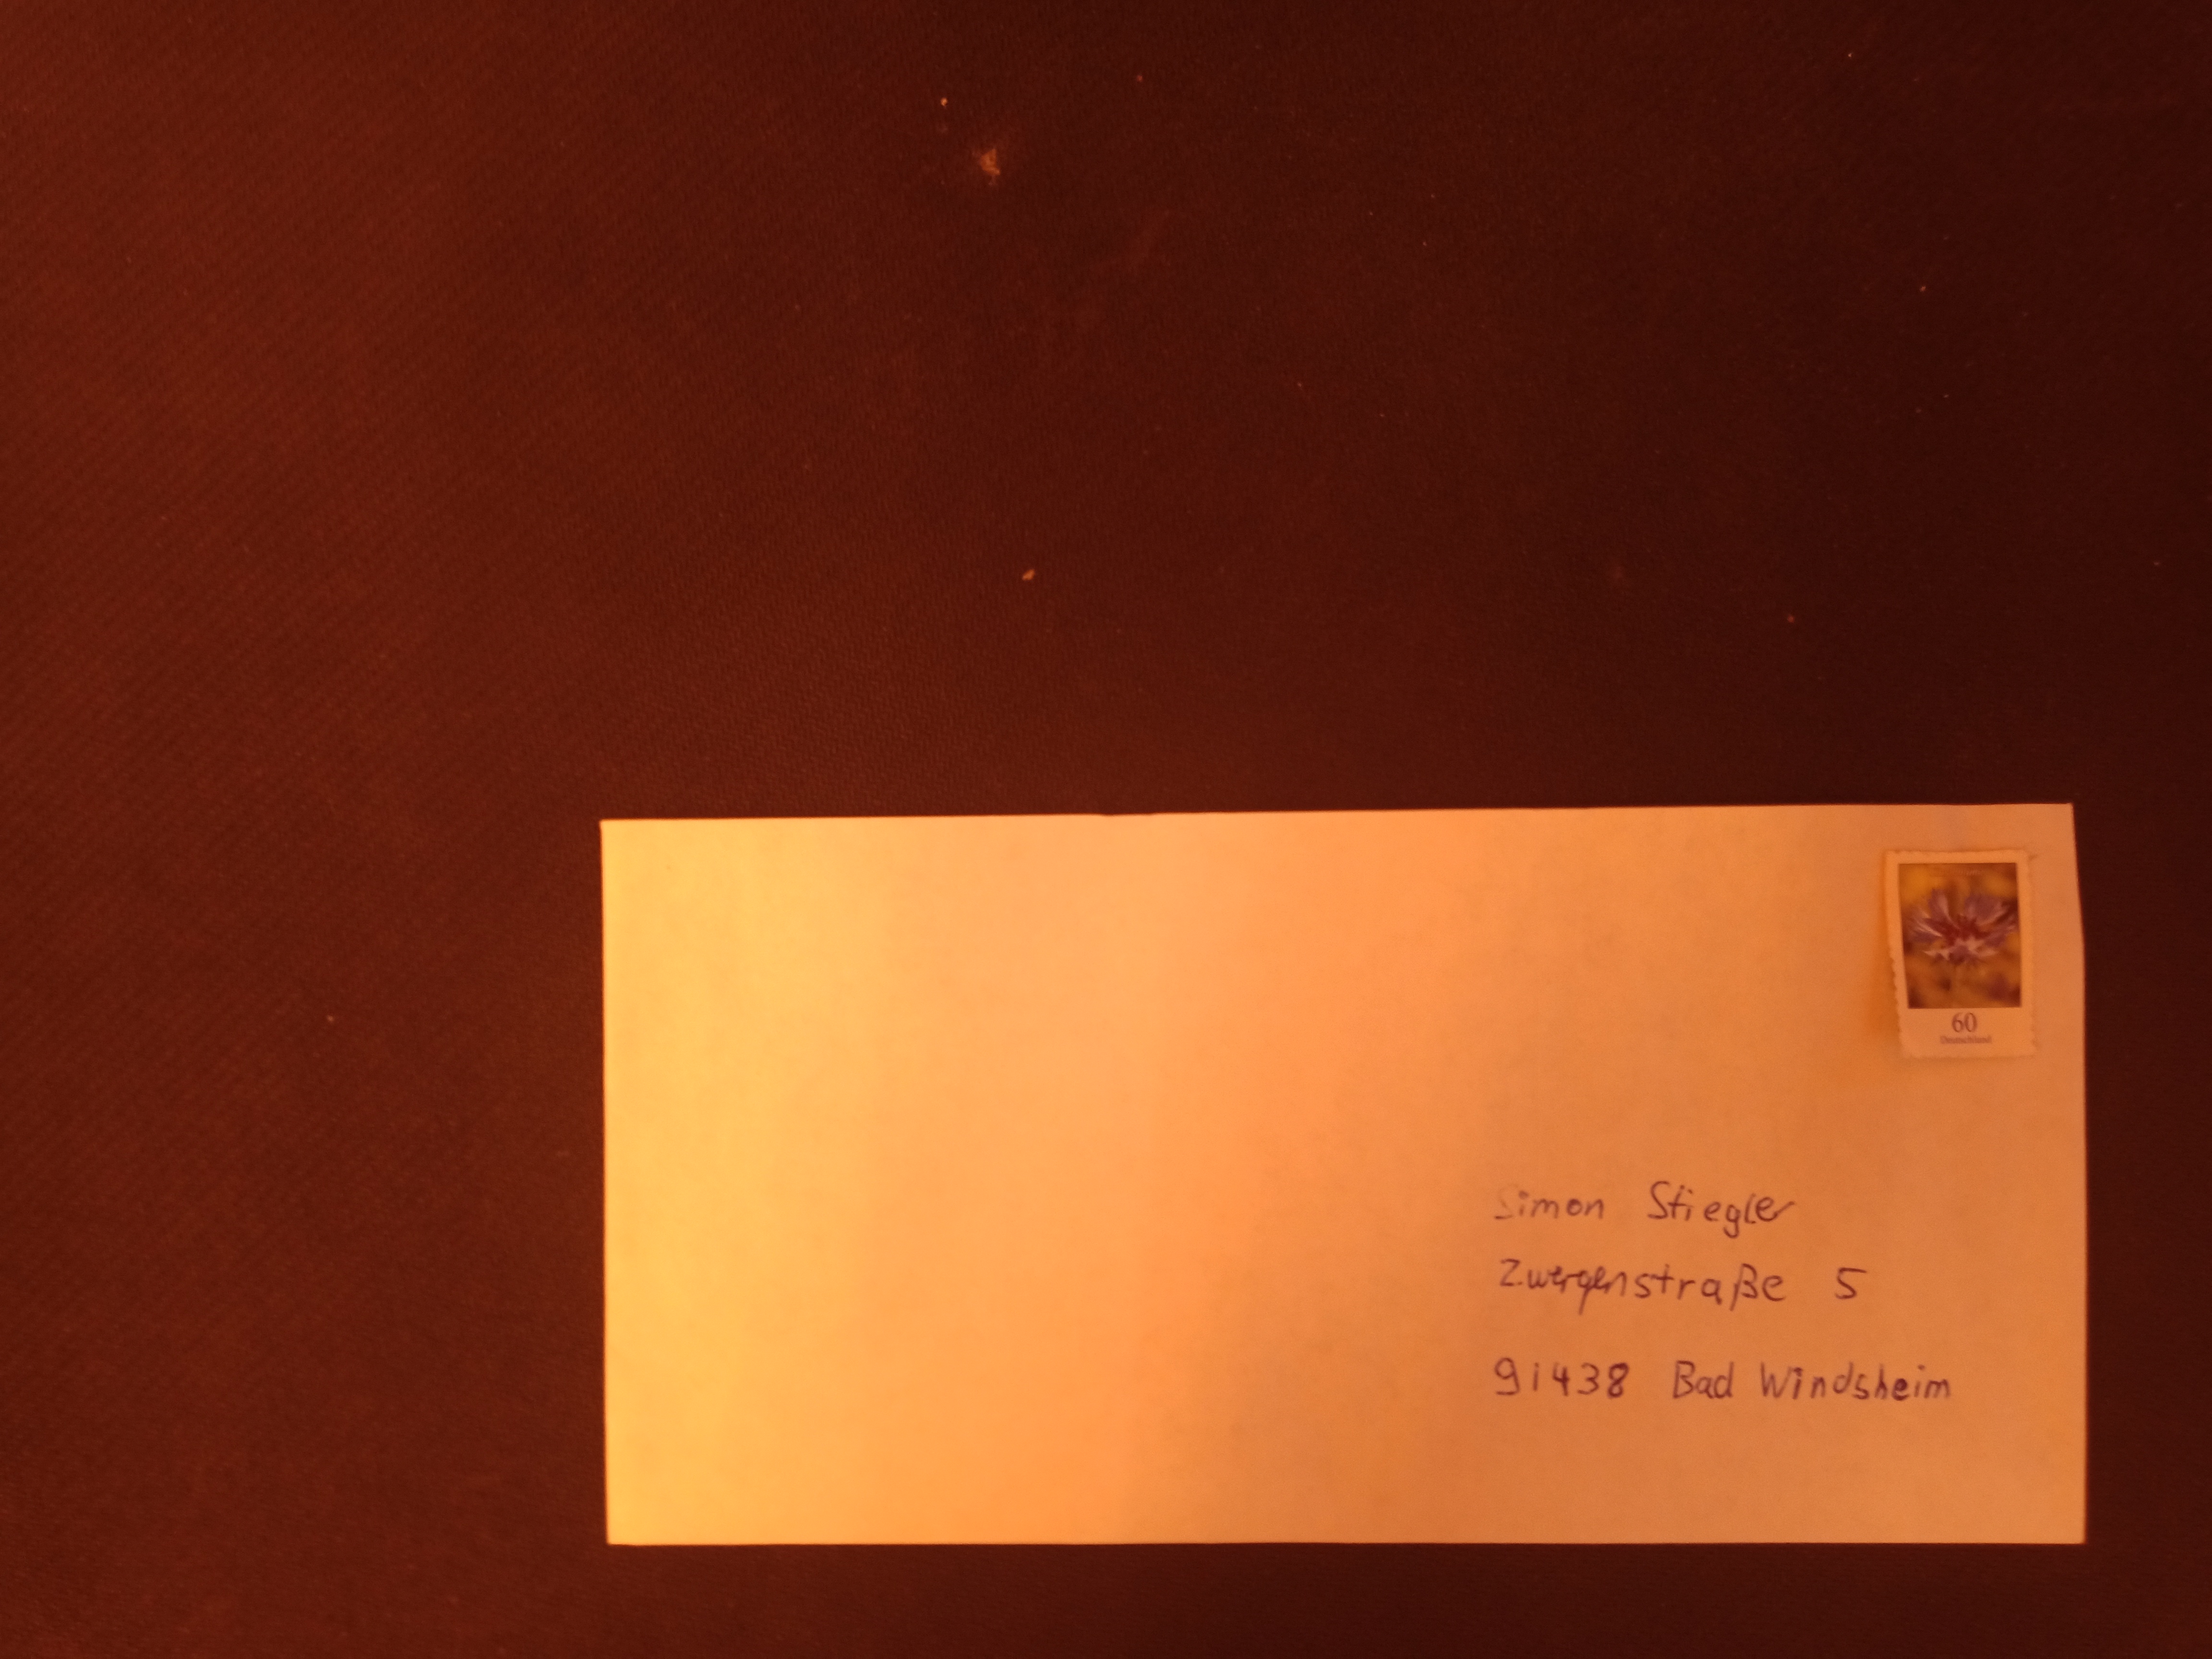 60
Deutschland
Simon Stiegler
Zwergenstraße 5
91438 Bad Windsheim